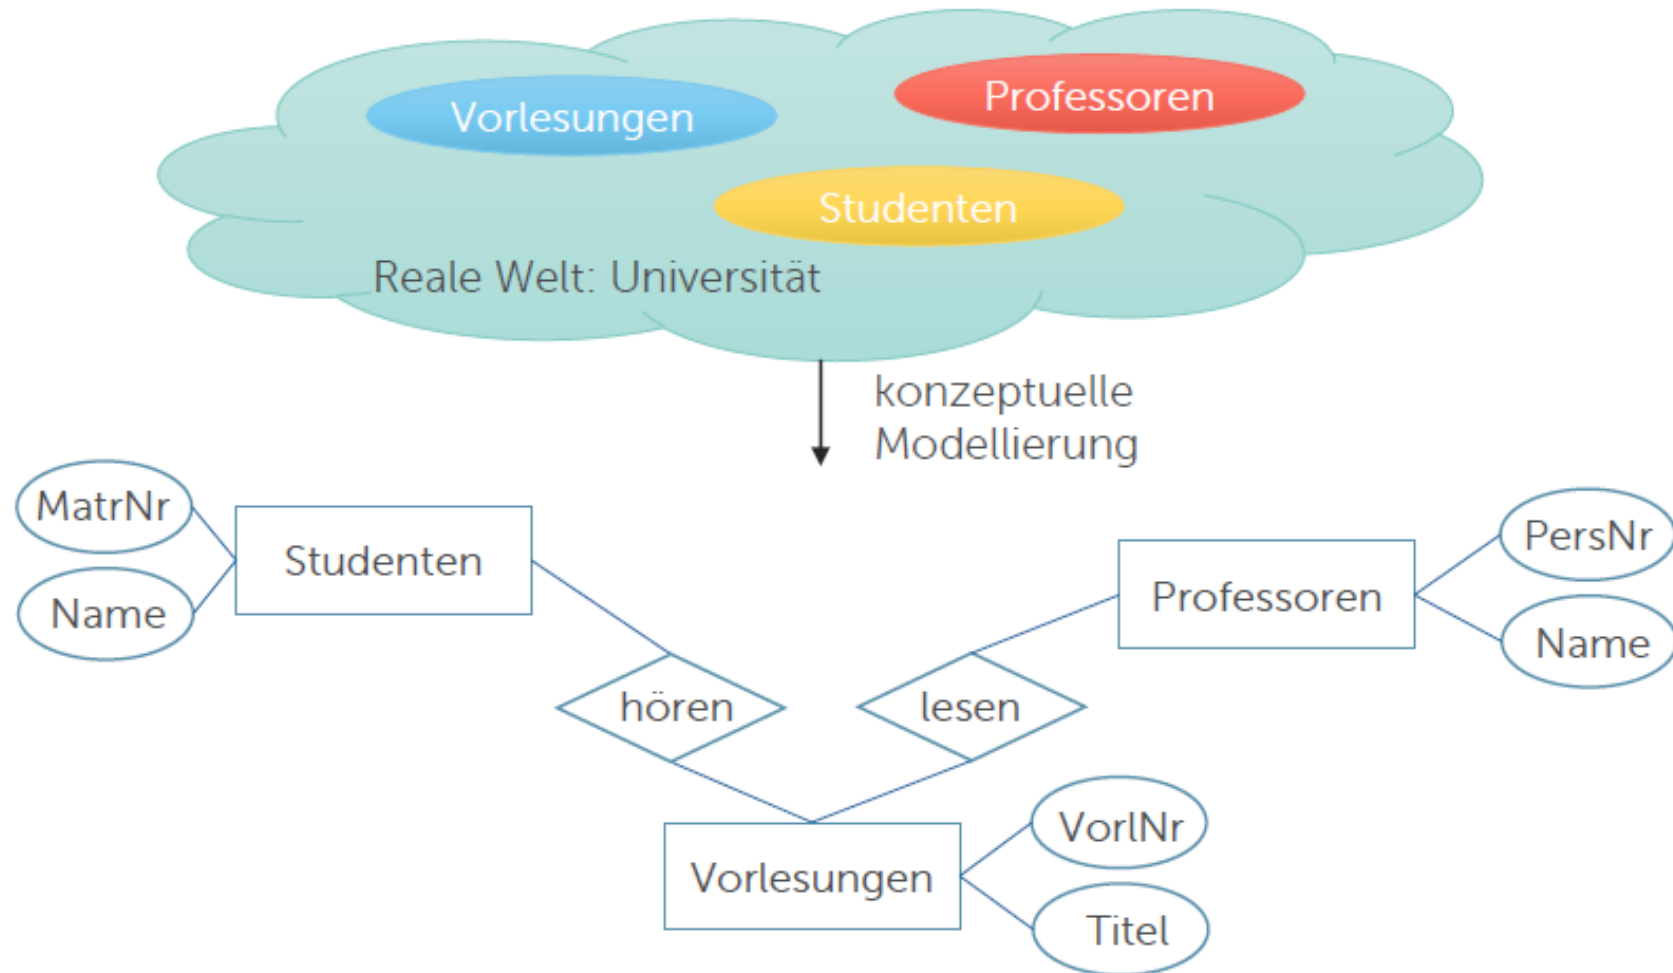 Vorlesungen
Professoren
Studenten
Reale Welt: Universität
konzeptuelle
Modellierung
MatrNr
Name
Studenten
Professoren
PersNr
Name
hören
lesen
Vorlesungen
VorlNr
Titel